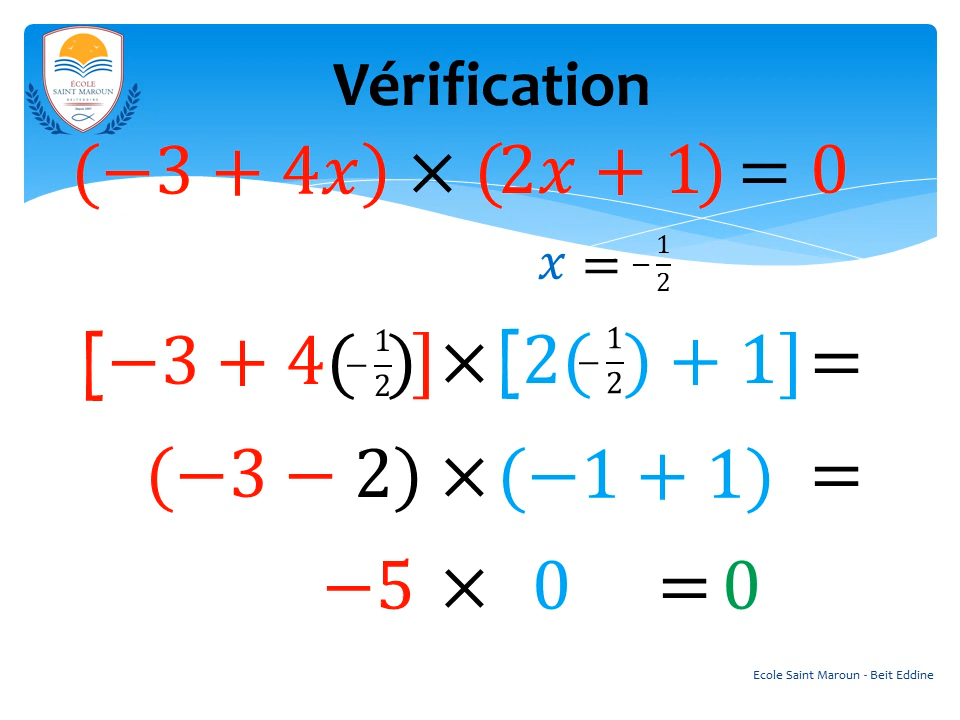 ÉCOLE
SAINT MAROUN
BEITEDDINE
Vérification
(−3 + 4𝑥) × (2𝑥 + 1) = 0
𝑥 = −1/2
[−3 + 4(−1/2)] × [2(−1/2) + 1] =
(−3 − 2) × (−1 + 1) =
−5 × 0 = 0
Ecole Saint Maroun - Beit Eddine